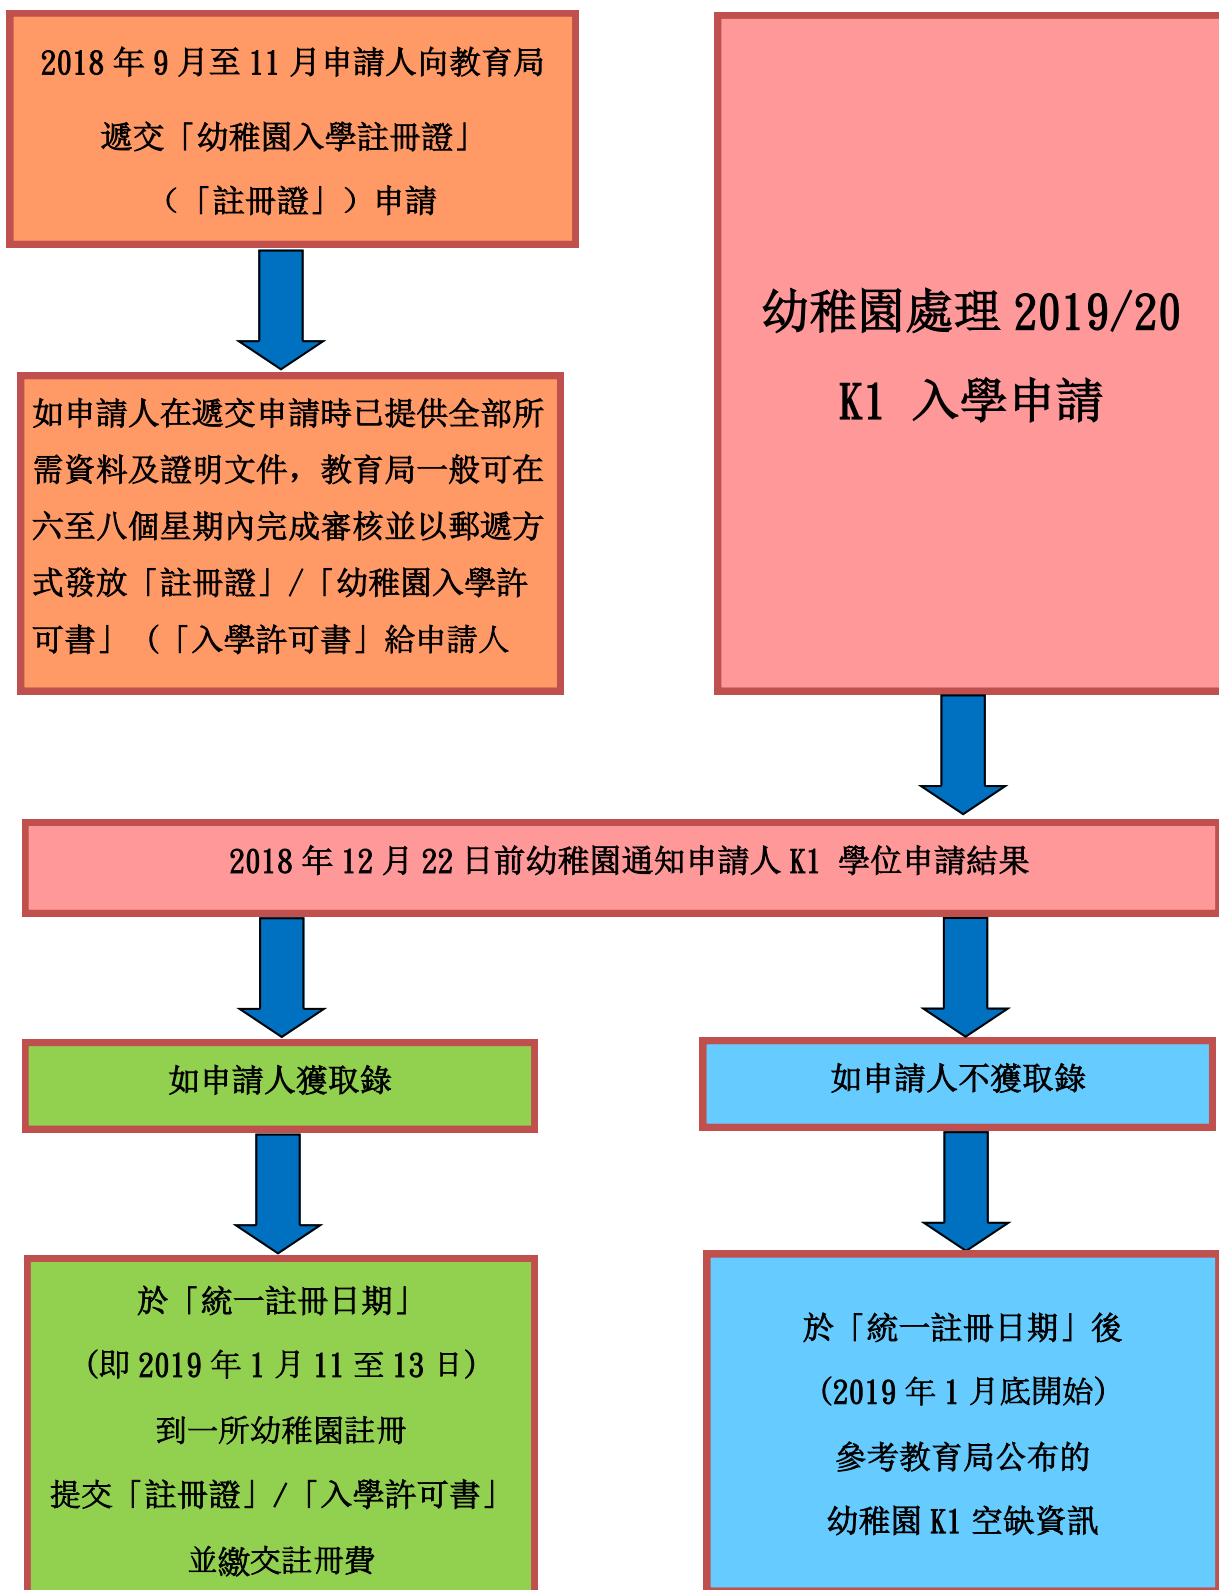 2018 年 9 月至 11 月申請人向教育局
遞交「幼稚園入學註冊證」
（「註冊證」）申請
如申請人在遞交申請時已提供全部所
需資料及證明文件，教育局一般可在
六至八個星期內完成審核並以郵遞方
式發放「註冊證」/「幼稚園入學許
可書」（「入學許可書」給申請人
幼稚園處理 2019/20
K1 入學申請
2018 年 12 月 22 日前幼稚園通知申請人 K1 學位申請結果
如申請人獲取錄
如申請人不獲取錄
於「統一註冊日期」
(即 2019 年 1 月 11 至 13 日)
到一所幼稚園註冊
提交「註冊證」/「入學許可書」
並繳交註冊費
於「統一註冊日期」後
(2019 年 1 月底開始)
參考教育局公布的
幼稚園 K1 空缺資訊